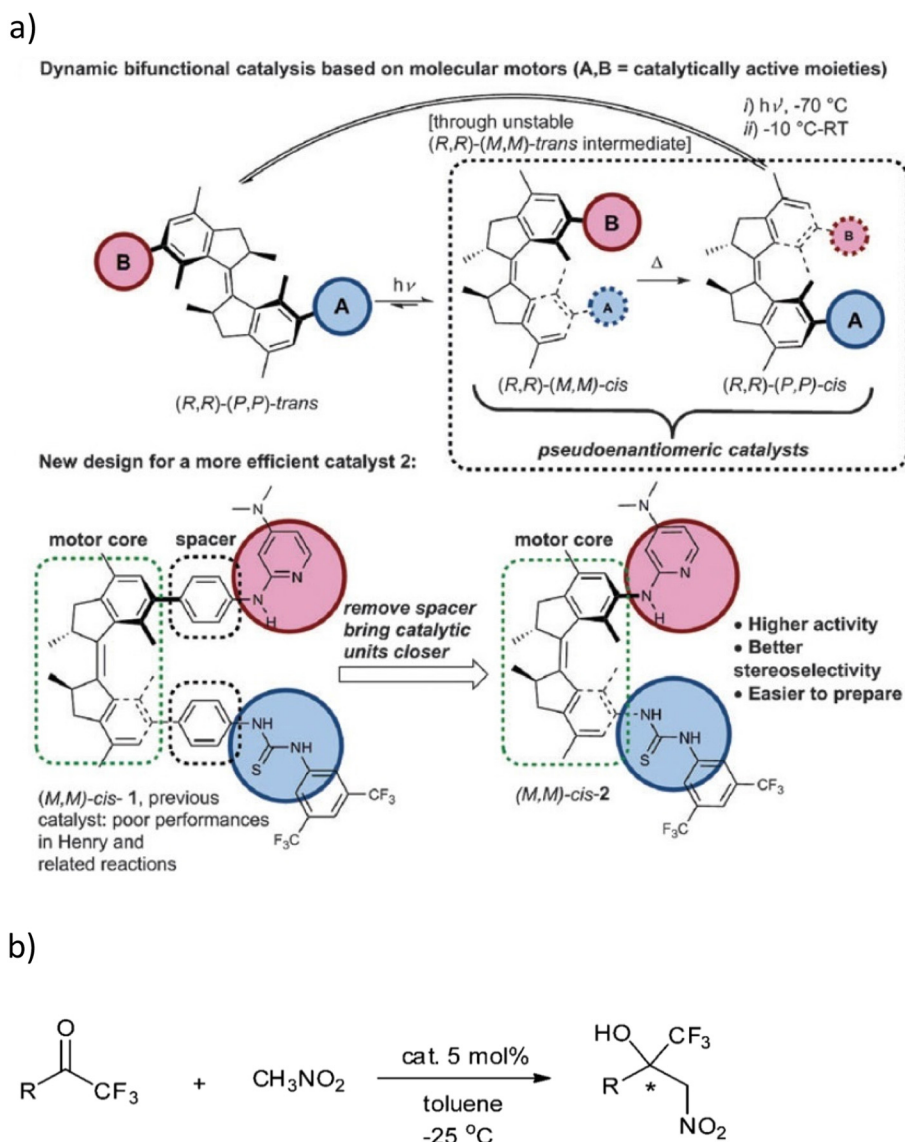 a)
Dynamic bifunctional catalysis based on molecular motors (A,B = catalytically active moieties)
i) hν, -70 °C
ii) -10 °C-RT
[through unstable
(R,R)-(M,M)-trans intermediate]
B
A
hν
B
A
Δ
B
A
(R,R)-(P,P)-trans
(R,R)-(M,M)-cis
(R,R)-(P,P)-cis
pseudoenantiomeric catalysts
New design for a more efficient catalyst 2:
motor core
spacer
N
N
N
H
NH
S
NH
CF₃
F₃C
remove spacer
bring catalytic
units closer
motor core
N
N
N
H
NH
S
NH
CF₃
F₃C
• Higher activity
• Better
stereoselectivity
• Easier to prepare
(M,M)-cis- 1, previous
catalyst: poor performances
in Henry and
related reactions
(M,M)-cis-2
b)
O
R
CF₃
+
CH₃NO₂
cat. 5 mol%
toluene
-25 °C
HO
CF₃
R
*
NO₂